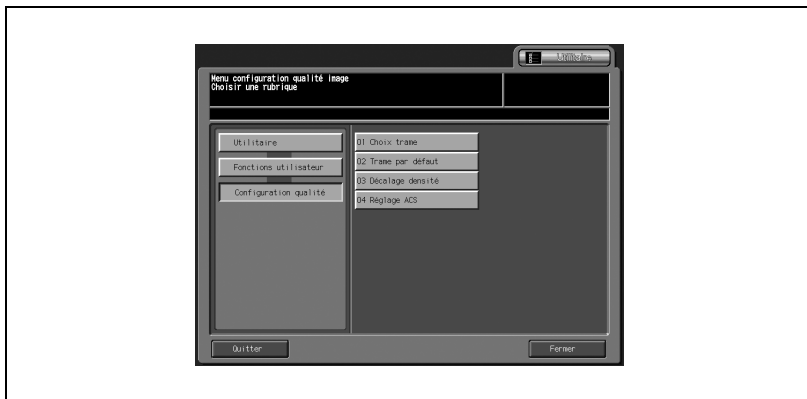 Utilitaire
Menu configuration qualité image
Choisir une rubrique
Utilitaire
Fonctions utilisateur
Configuration qualité
01 Choix trame
02 Trame par défaut
03 Décalage densité
04 Réglage ACS
Quitter
Fermer